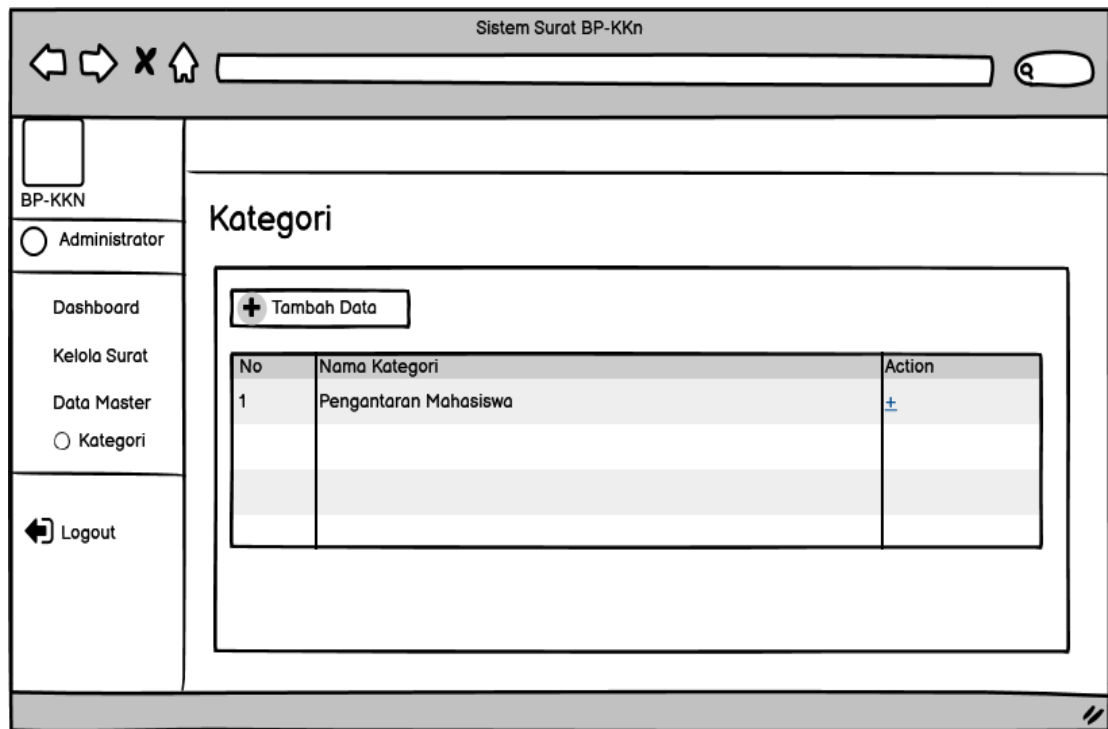 Sistem Surat BP-KKn
BP-KKN
Administrator
Dashboard
Kelola Surat
Data Master
Kategori
Logout
Kategori
Tambah Data
No Nama Kategori Action
1 Pengantaran Mahasiswa +